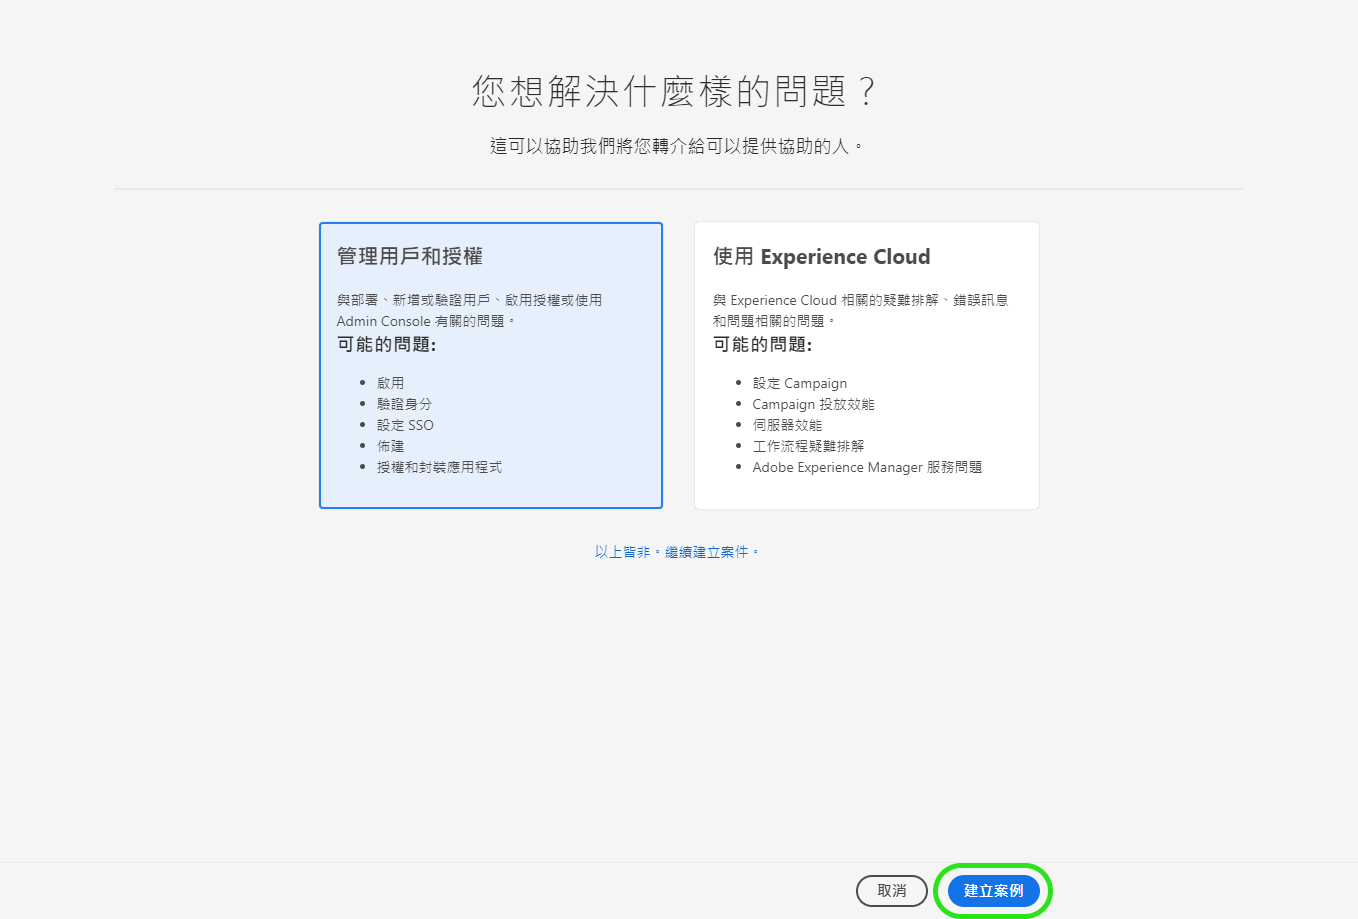 您想解決什麼樣的問題？
這可以協助我們將您轉介給可以提供協助的人。
管理用戶和授權
與部署、新增或驗證用戶、啟用授權或使用
Admin Console 有關的問題。
可能的問題:
啟用
驗證身分
設定 SSO
佈建
授權和封裝應用程式
使用 Experience Cloud
與 Experience Cloud 相關的疑難排解、錯誤訊息
和問題相關的問題。
可能的問題:
設定 Campaign
Campaign 投放效能
伺服器效能
工作流程疑難排解
Adobe Experience Manager 服務問題
以上皆非。繼續建立案件。
取消
建立案例